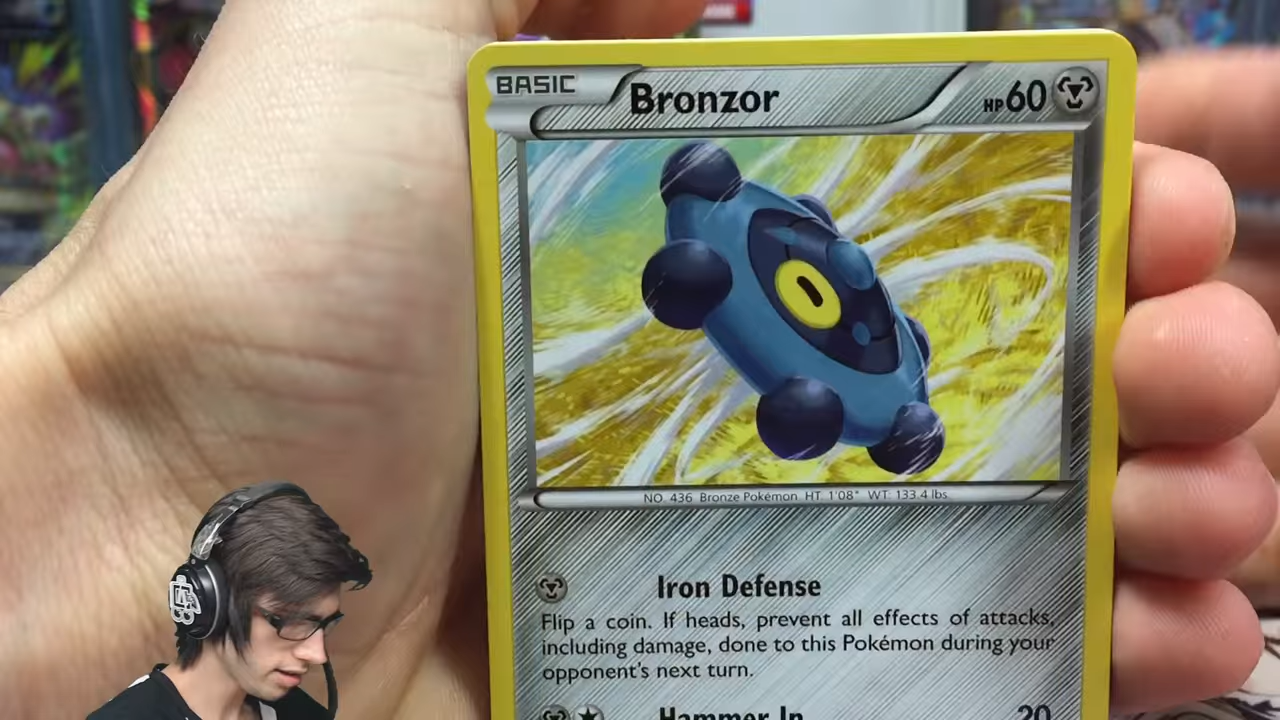 BASIC
Bronzor
HP60
NO. 436 Bronze Pokémon HT: 1'08" WT: 133.4 lbs.
Iron Defense
Flip a coin. If heads, prevent all effects of attacks,
including damage, done to this Pokémon during your
opponent's next turn.
Hammer In 20